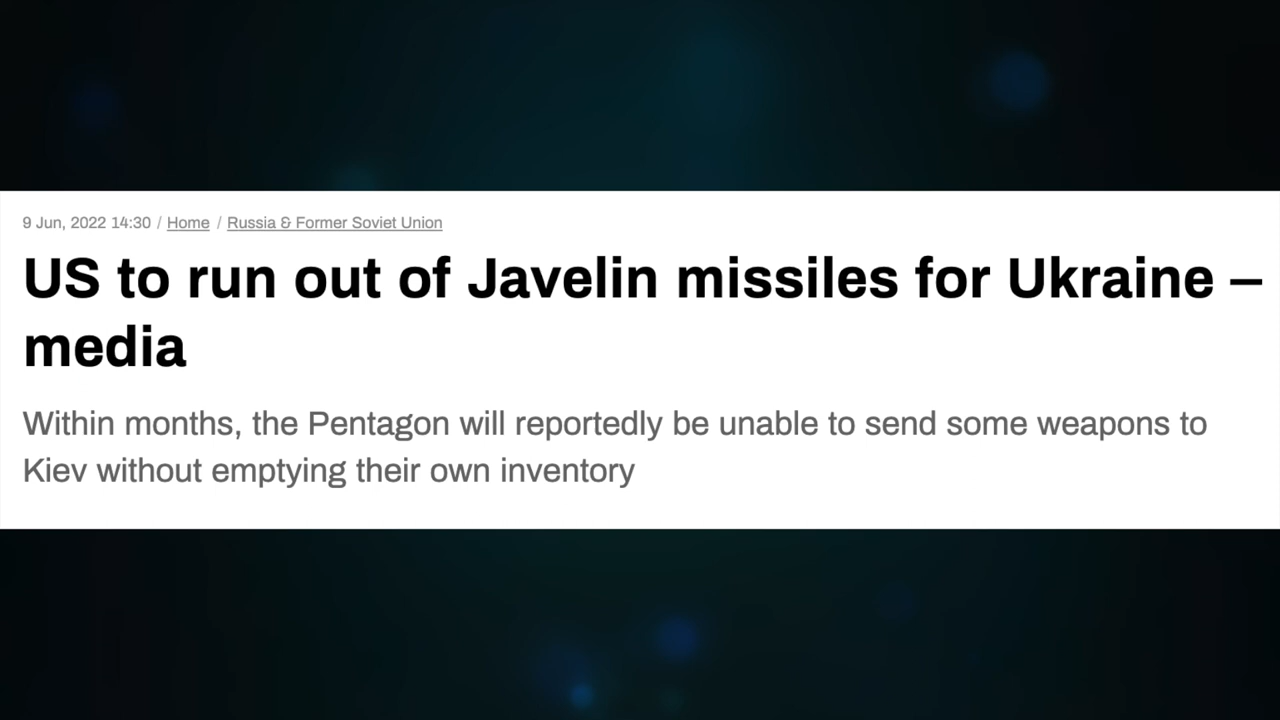 9 Jun, 2022 14:30 / Home / Russia & Former Soviet Union
US to run out of Javelin missiles for Ukraine –
media
Within months, the Pentagon will reportedly be unable to send some weapons to
Kiev without emptying their own inventory